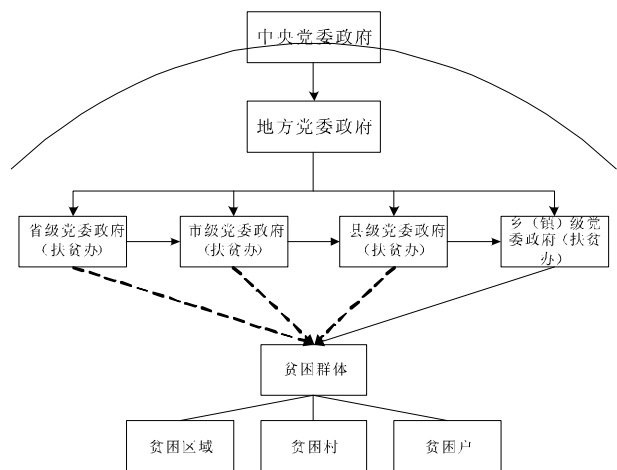 中央党委政府
地方党委政府
省级党委政府
（扶贫办）
市级党委政府
（扶贫办）
县级党委政府
（扶贫办）
乡（镇）级党
委政府（扶贫
办）
贫困群体
贫困区域
贫困村
贫困户